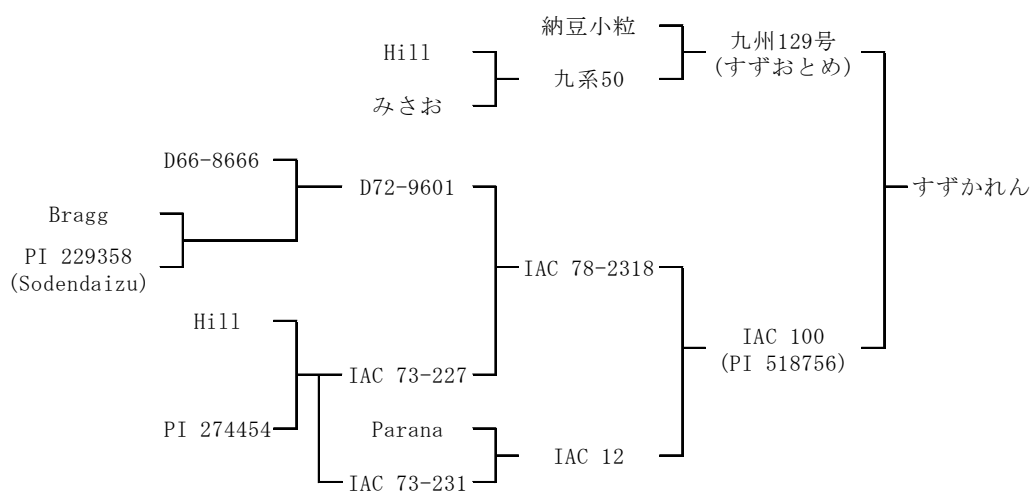 納豆小粒
Hill
九州129号
(すずおとめ)
九系50
みさお
D66-8666
D72-9601
すずかれん
Bragg
PI 229358
(Sodendaizu)
IAC 78-2318
Hill
IAC 100
(PI 518756)
IAC 73-227
PI 274454
Parana
IAC 12
IAC 73-231